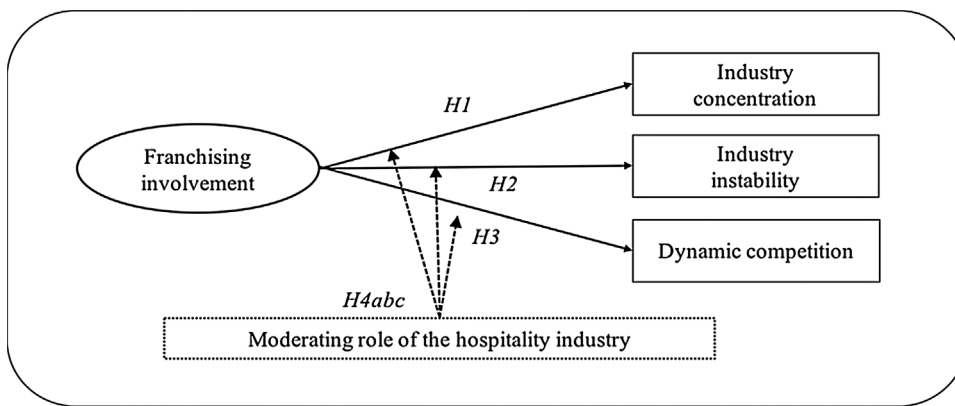 Industry
concentration
H1
Franchising
involvement
Industry
instability
H2
H3
Dynamic competition
H4abc
Moderating role of the hospitality industry